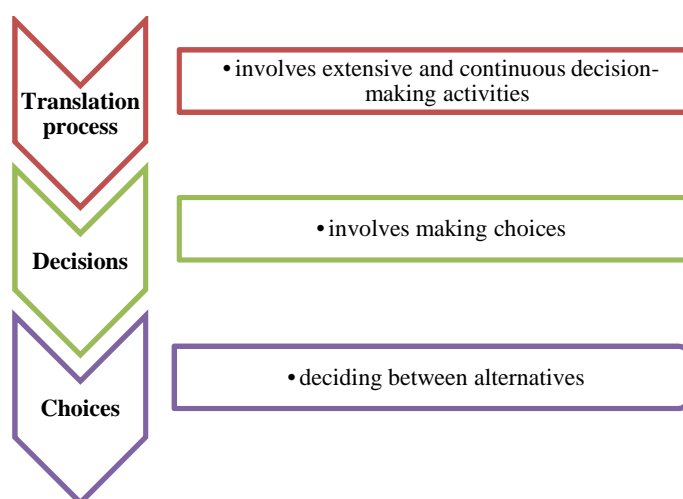 Translation
process
• involves extensive and continuous decision-
making activities
Decisions
• involves making choices
Choices
• deciding between alternatives